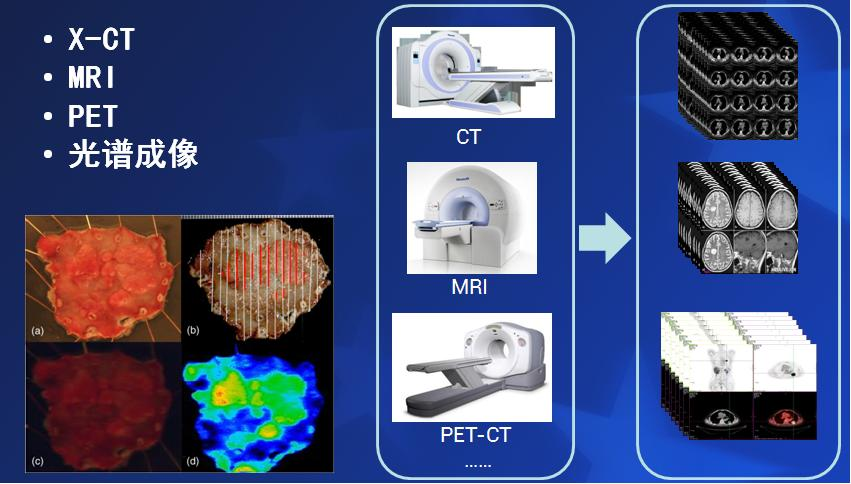 • X-CT
• MRI
• PET
• 光谱成像
(a)
(b)
(c)
(d)
CT
MRI
PET-CT
……